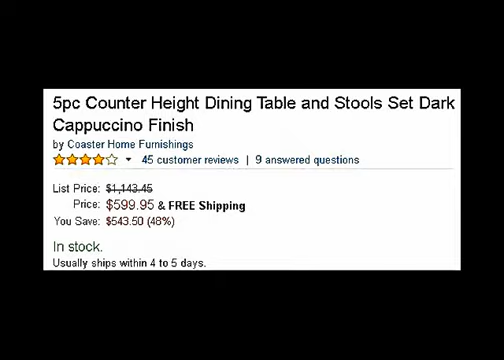 5pc Counter Height Dining Table and Stools Set Dark
Cappuccino Finish
by Coaster Home Furnishings
45 customer reviews | 9 answered questions
List Price: $1,143.45
Price: $599.95 & FREE Shipping
You Save: $543.50 (48%)
In stock.
Usually ships within 4 to 5 days.